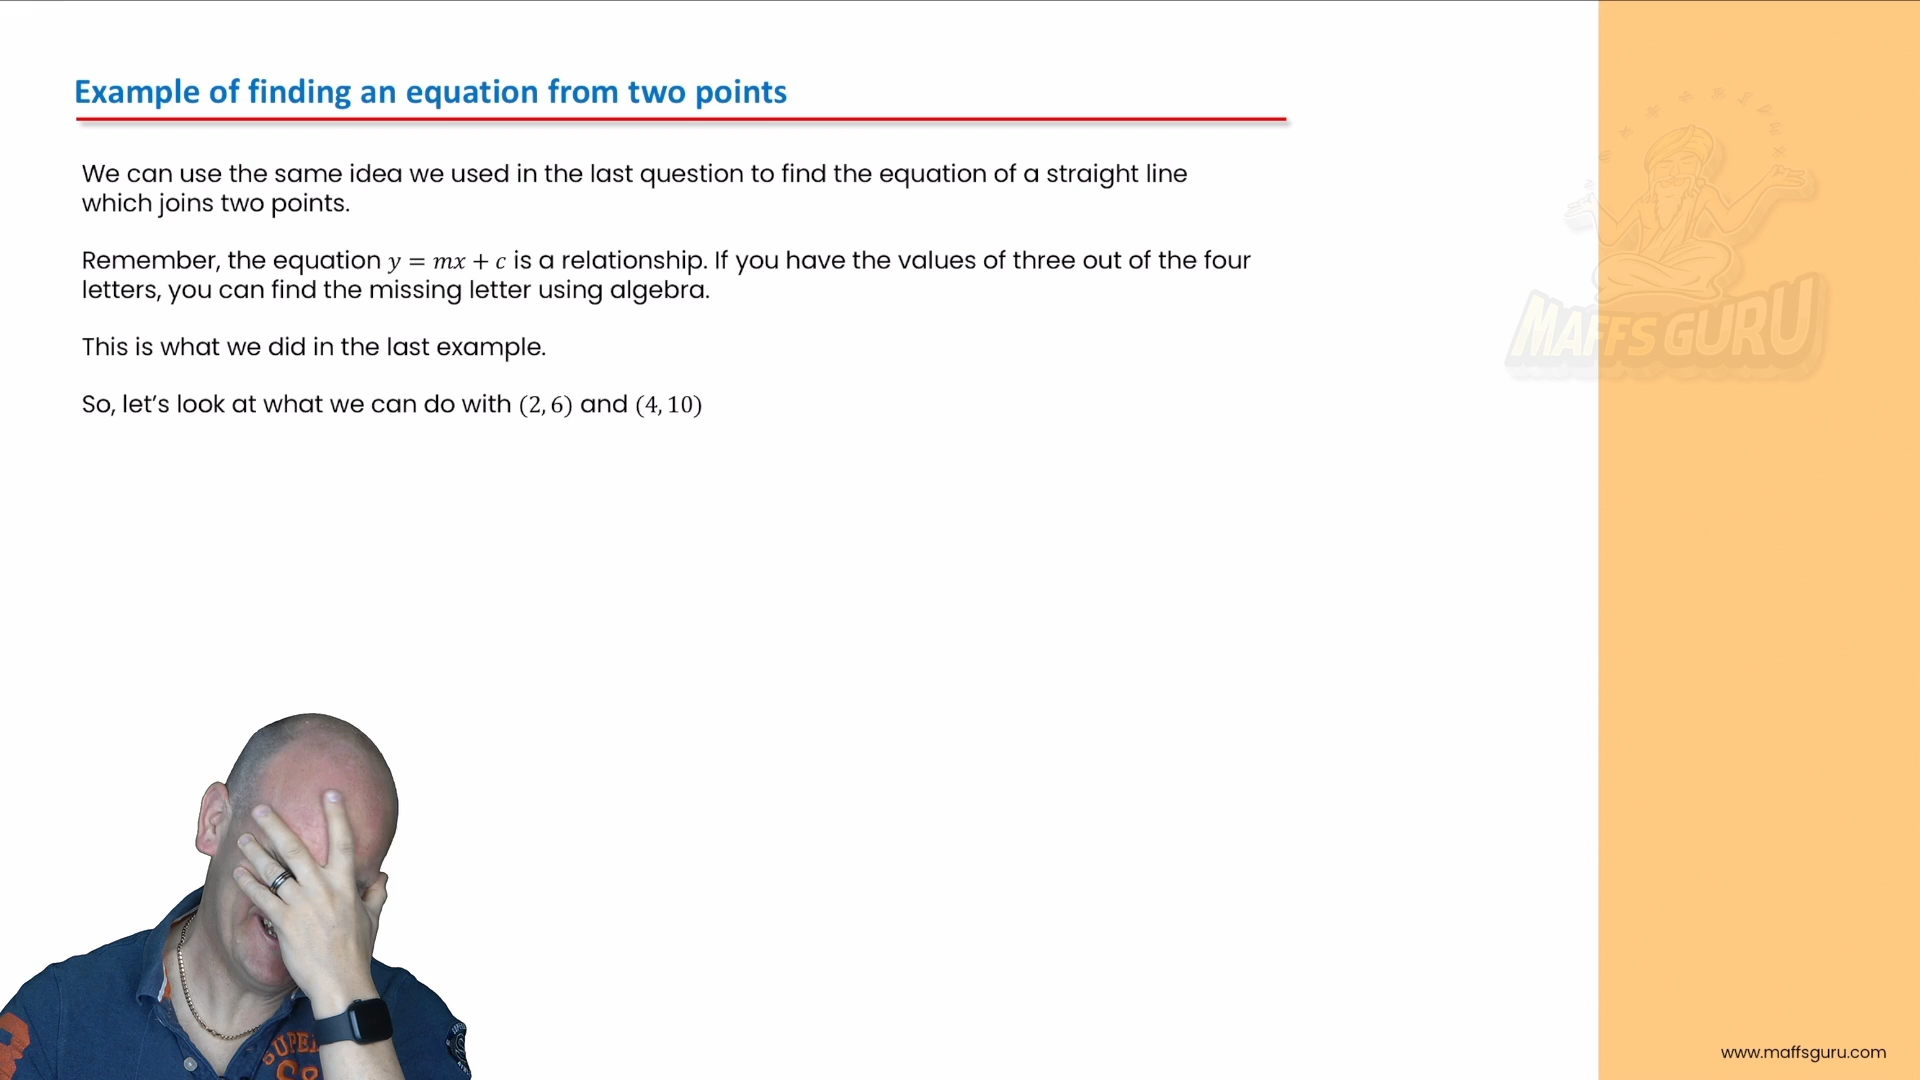 Example of finding an equation from two points
We can use the same idea we used in the last question to find the equation of a straight line
which joins two points.
Remember, the equation y = mx + c is a relationship. If you have the values of three out of the four
letters, you can find the missing letter using algebra.
This is what we did in the last example.
So, let’s look at what we can do with (2, 6) and (4, 10)
MAFFS GURU
www.maffsguru.com